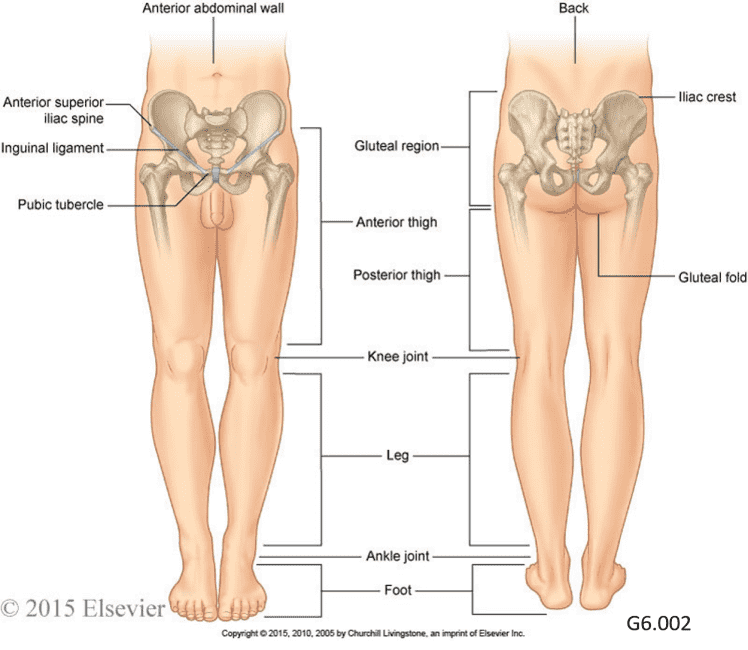 Anterior abdominal wall
Back
Anterior superior
iliac spine
Inguinal ligament
Pubic tubercle
Gluteal region
Iliac crest
Anterior thigh
Posterior thigh
Gluteal fold
Knee joint
Leg
Ankle joint
Foot
© 2015 Elsevier
G6.002
Copyright © 2015, 2010, 2005 by Churchill Livingstone, an imprint of Elsevier Inc.